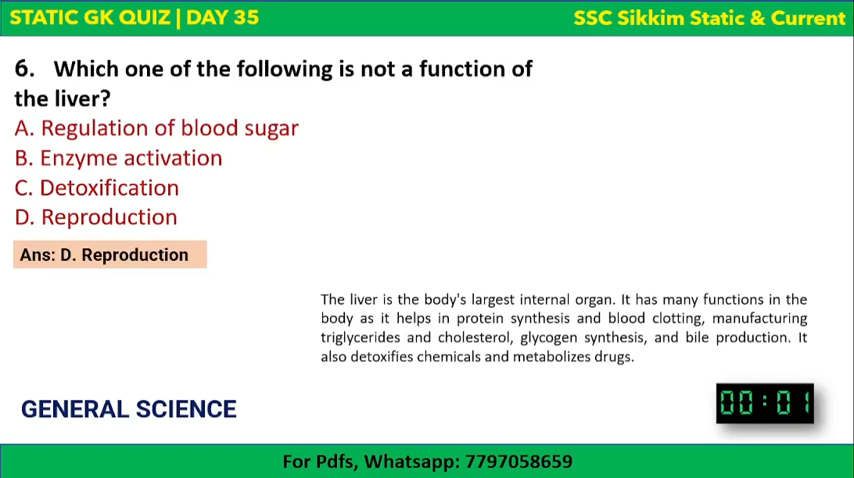 STATIC GK QUIZ | DAY 35
SSC Sikkim Static & Current
6. Which one of the following is not a function of
the liver?
A. Regulation of blood sugar
B. Enzyme activation
C. Detoxification
D. Reproduction
Ans: D. Reproduction
The liver is the body's largest internal organ. It has many functions in the
body as it helps in protein synthesis and blood clotting, manufacturing
triglycerides and cholesterol, glycogen synthesis, and bile production. It
also detoxifies chemicals and metabolizes drugs.
GENERAL SCIENCE
00:01
For Pdfs, Whatsapp: 7797058659